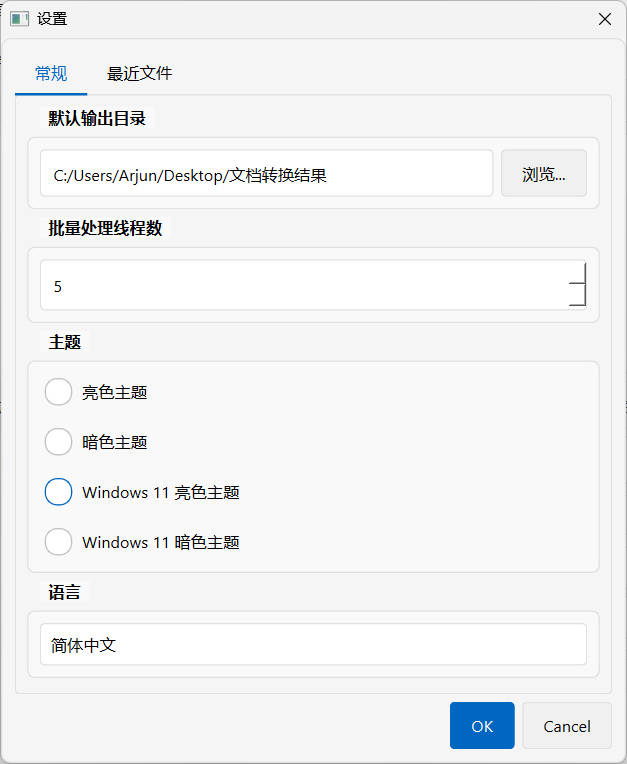 设置
常规 最近文件
默认输出目录
C:/Users/Arjun/Desktop/文档转换结果 浏览...
批量处理线程数
5
主题
亮色主题
暗色主题
Windows 11 亮色主题
Windows 11 暗色主题
语言
简体中文
OK Cancel